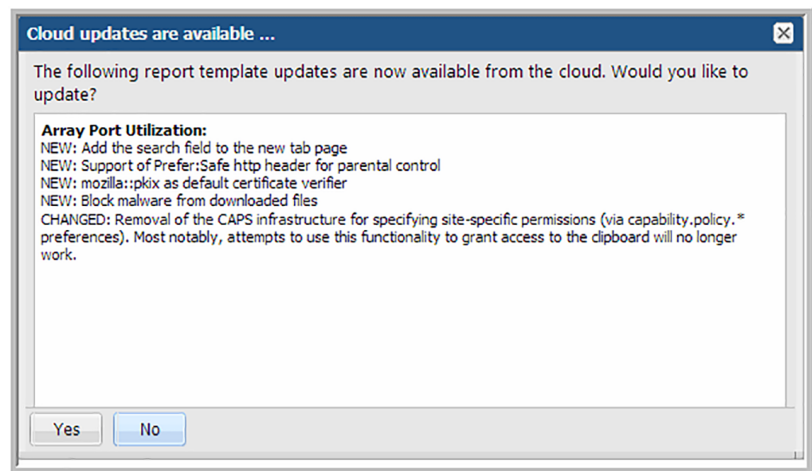 Cloud updates are available ...
The following report template updates are now available from the cloud. Would you like to
update?
Array Port Utilization:
NEW: Add the search field to the new tab page
NEW: Support of Prefer:Safe http header for parental control
NEW: mozilla::pkix as default certificate verifier
NEW: Block malware from downloaded files
CHANGED: Removal of the CAPS infrastructure for specifying site-specific permissions (via capability.policy.*
preferences). Most notably, attempts to use this functionality to grant access to the clipboard will no longer
work.
Yes No